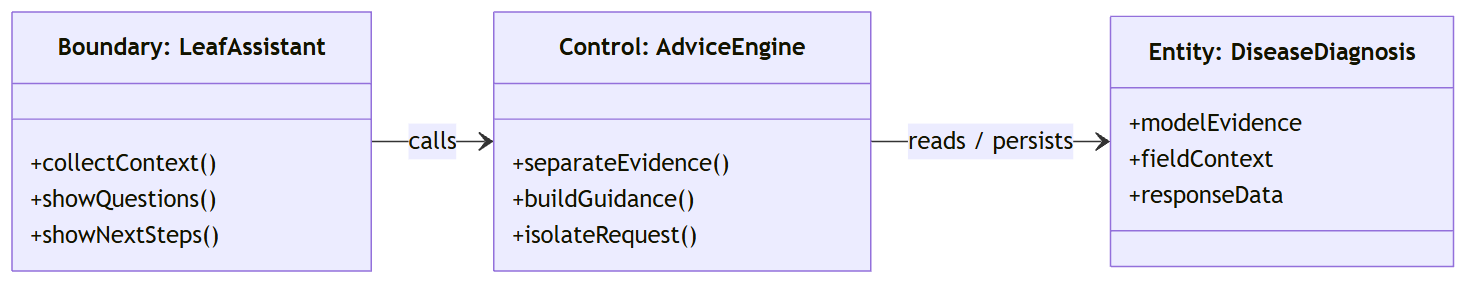 Boundary: LeafAssistant
+collectContext()
+showQuestions()
+showNextSteps()
calls
Control: AdviceEngine
+separateEvidence()
+buildGuidance()
+isolateRequest()
reads / persists
Entity: DiseaseDiagnosis
+modelEvidence
+fieldContext
+responseData